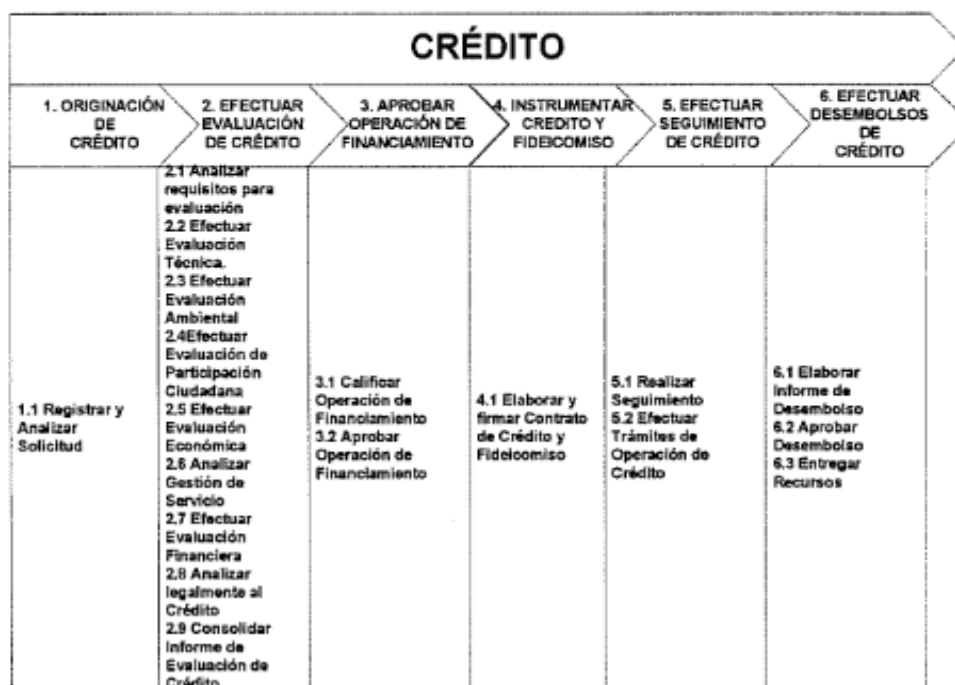 CRÉDITO
1. ORIGINACIÓN
DE
CRÉDITO
2. EFECTUAR
EVALUACIÓN
DE CRÉDITO
3. APROBAR
OPERACIÓN DE
FINANCIAMIENTO
4. INSTRUMENTAR
CREDITO Y
FIDEICOMISO
5. EFECTUAR
SEGUIMIENTO
DE CRÉDITO
6. EFECTUAR
DESEMBOLSOS
DE
CRÉDITO
1.1 Registrar y
Analizar
Solicitud
2.1 Analizar
requisitos para
evaluación
2.2 Efectuar
Evaluación
Técnica.
2.3 Efectuar
Evaluación
Ambiental
2.4Efectuar
Evaluación de
Participación
Ciudadana
2.5 Efectuar
Evaluación
Económica
2.6 Analizar
Gestión de
Servicio
2.7 Efectuar
Evaluación
Financiera
2.8 Analizar
legalmente al
Crédito
2.9 Consolidar
Informe de
Evaluación de
Crédito
3.1 Calificar
Operación de
Financiamiento
3.2 Aprobar
Operación de
Financiamiento
4.1 Elaborar y
firmar Contrato
de Crédito y
Fideicomiso
5.1 Realizar
Seguimiento
5.2 Efectuar
Trámites de
Operación de
Crédito
6.1 Elaborar
Informe de
Desembolso
6.2 Aprobar
Desembolso
6.3 Entregar
Recursos